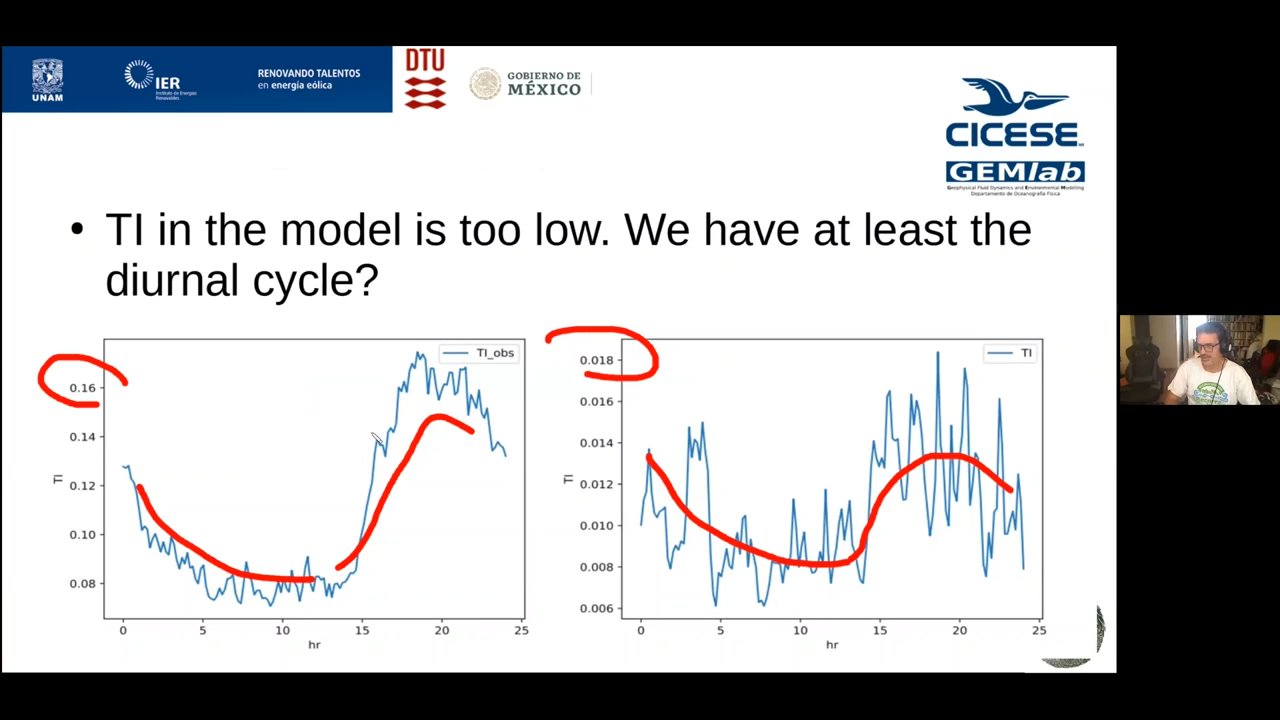 UNAM
IER
Instituto de Energías
Renovables
RENOVANDO TALENTOS
en energía eólica
DTU
GOBIERNO DE
MÉXICO
CICESE
GEMlab
Geophysical Fluid Dynamics and Environmental Modelling
Departamento de Oceanografía Física
• TI in the model is too low. We have at least the
diurnal cycle?
TI_obs
0.16
0.14
0.12
0.10
0.08
TI
0 5 10 15 20 25
hr
TI
0.018
0.016
0.014
0.012
0.010
0.008
0.006
TI
0 5 10 15 20 25
hr